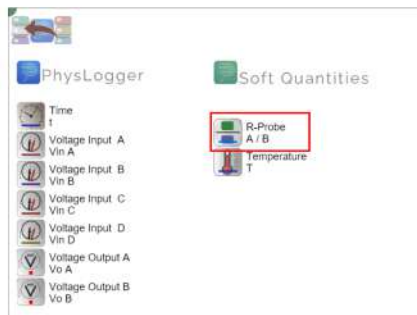 PhysLogger
Time
t
Voltage Input A
Vin A
Voltage Input B
Vin B
Voltage Input C
Vin C
Voltage Input D
Vin D
Voltage Output A
Vo A
Voltage Output B
Vo B
Soft Quantities
R-Probe
A / B
Temperature
T